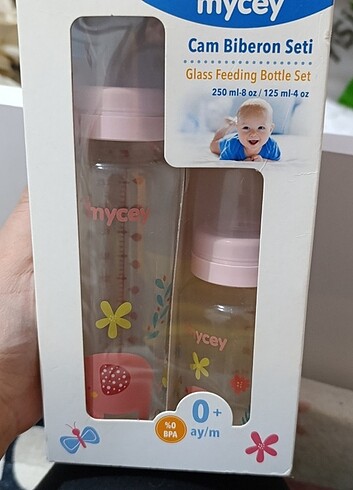 mycey
Cam Biberon Seti
Glass Feeding Bottle Set
250 ml-8 oz / 125 ml-4 oz
mycey
mycey
%0
BPA
0+
ay/m